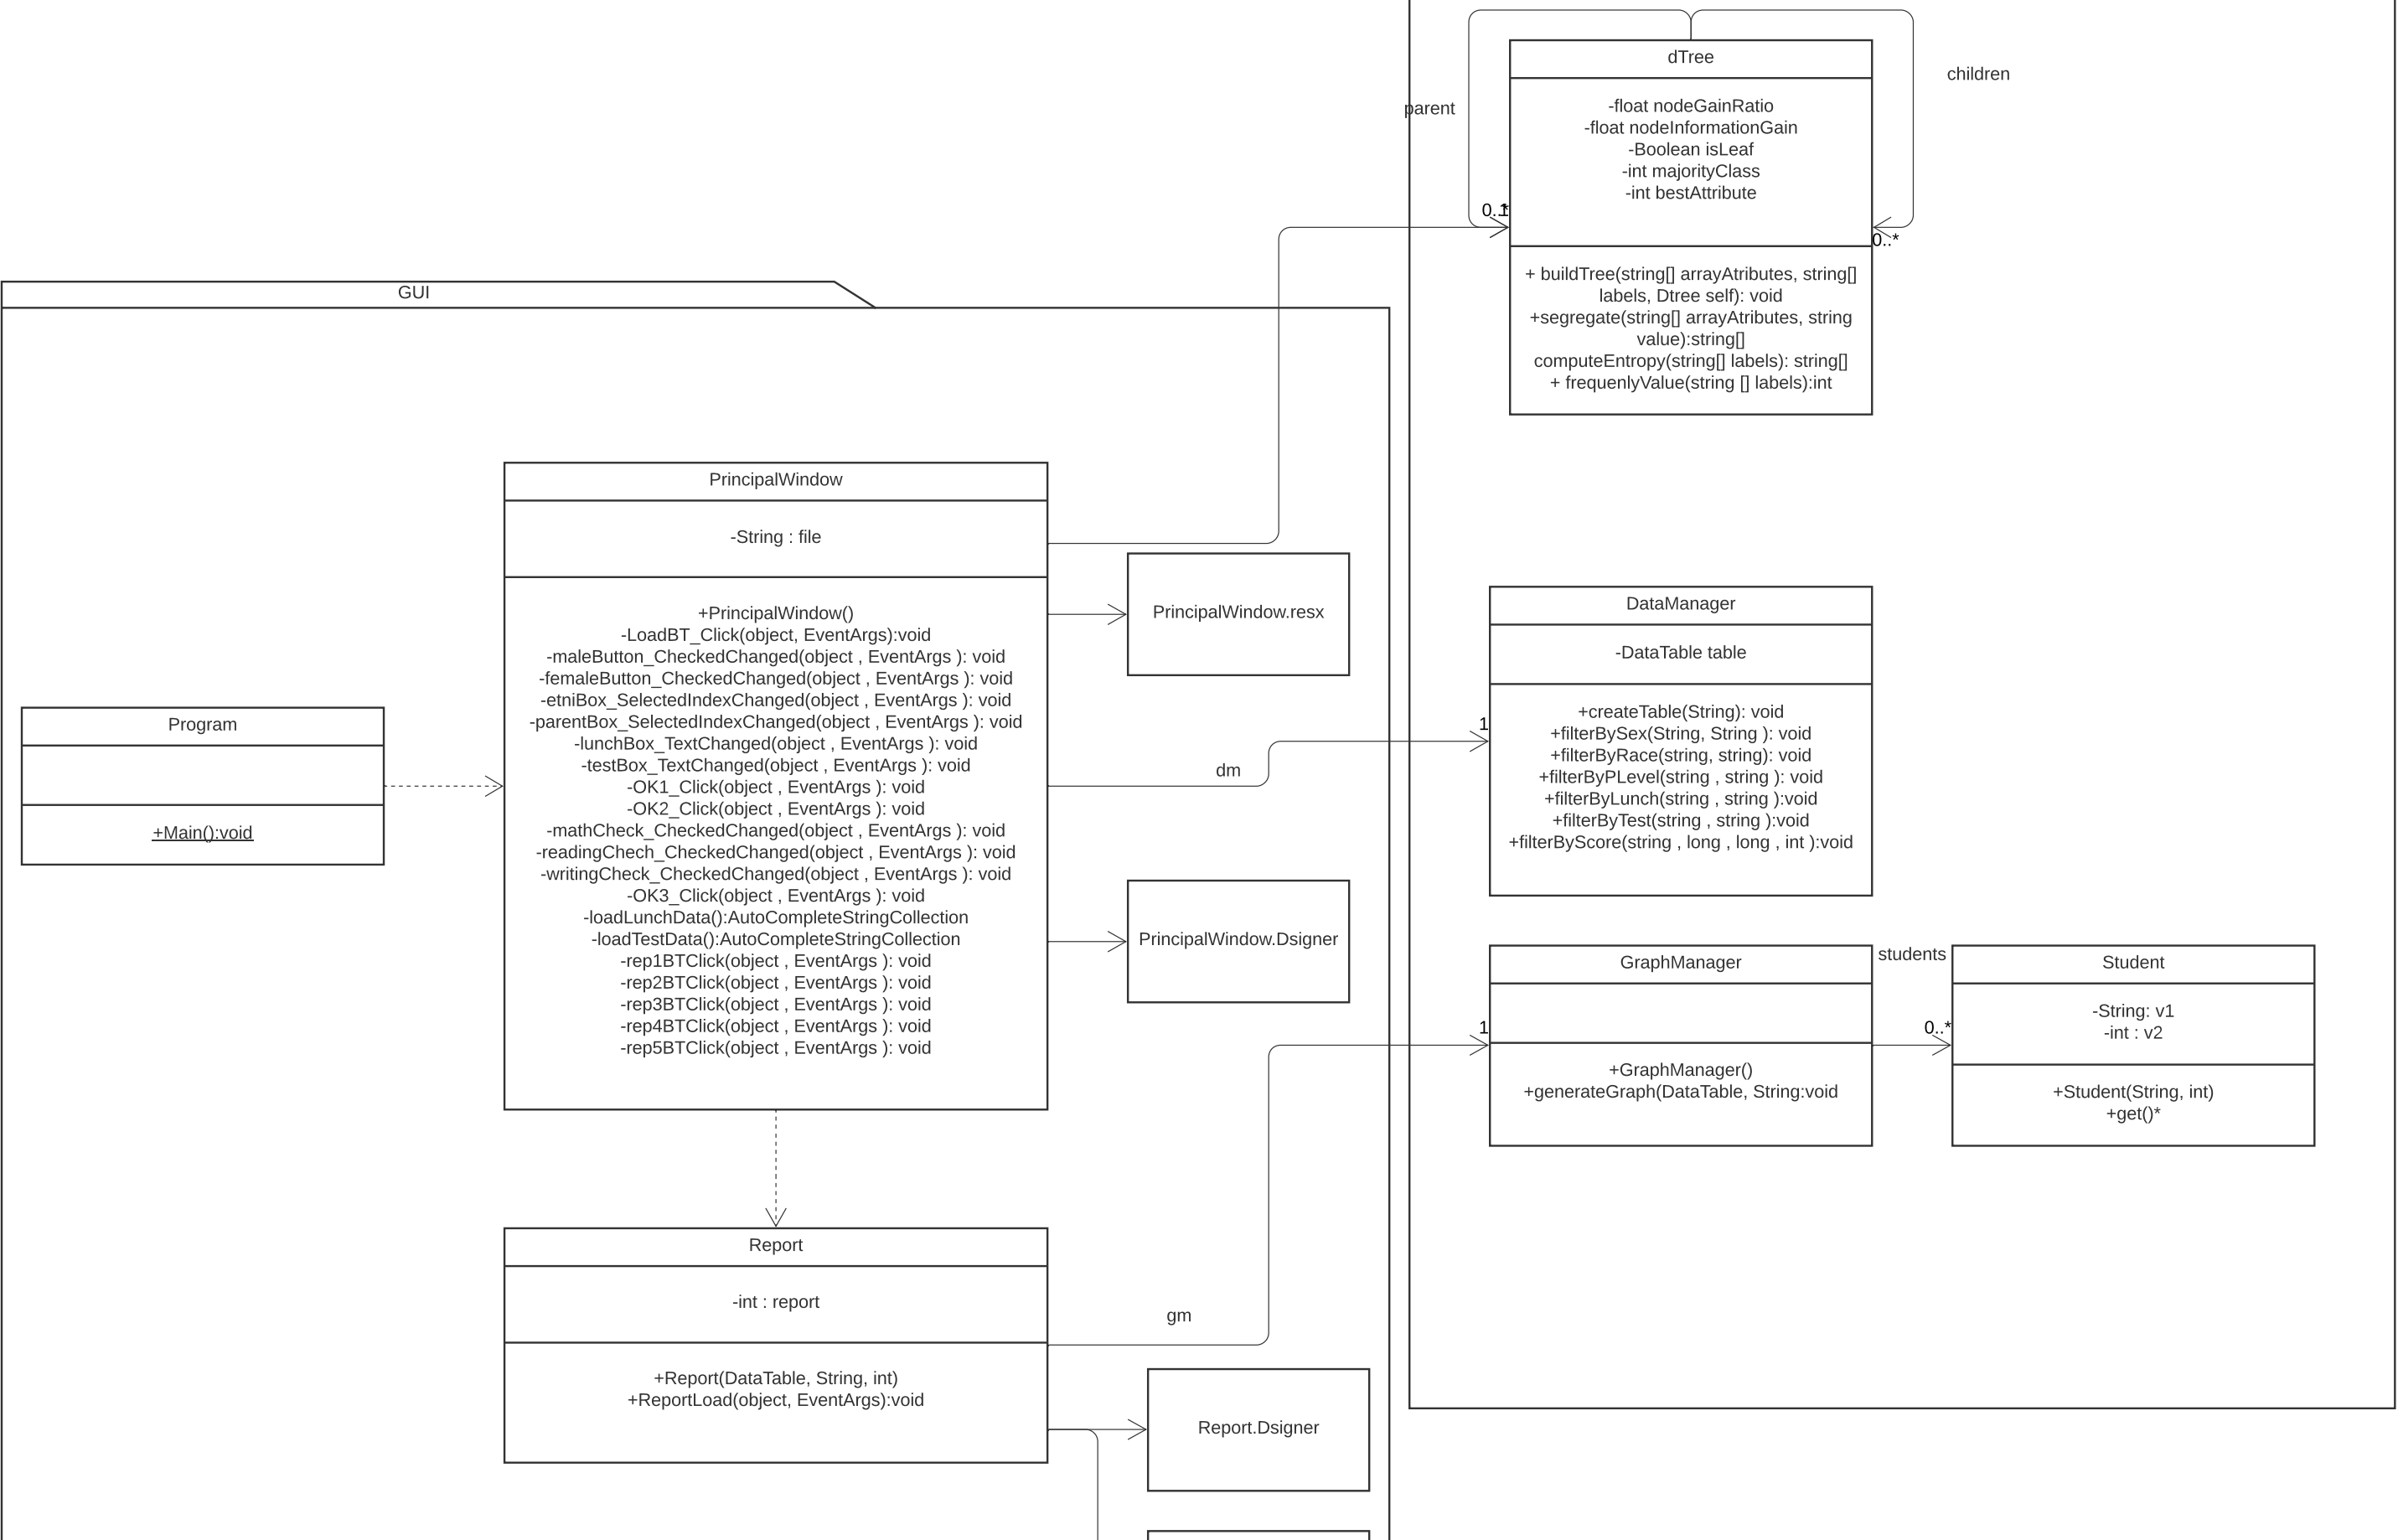 dTree
children
parent
-float nodeGainRatio
-float nodeInformationGain
-Boolean isLeaf
-int majorityClass
-int bestAttribute
0..*
+ buildTree(string[] arrayAtributes, string[]
labels, Dtree self): void
+segregate(string[] arrayAtributes, string
value):string[]
computeEntropy(string[] labels): string[]
+ frequenlyValue(string [] labels):int
GUI
PrincipalWindow
-String : file
+PrincipalWindow()
-LoadBT_Click(object, EventArgs):void
-maleButton_CheckedChanged(object , EventArgs ): void
-femaleButton_CheckedChanged(object , EventArgs ): void
-etniBox_SelectedIndexChanged(object , EventArgs ): void
-parentBox_SelectedIndexChanged(object , EventArgs ): void
-lunchBox_TextChanged(object , EventArgs ): void
-testBox_TextChanged(object , EventArgs ): void
-OK1_Click(object , EventArgs ): void
-OK2_Click(object , EventArgs ): void
-mathCheck_CheckedChanged(object , EventArgs ): void
-readingChech_CheckedChanged(object , EventArgs ): void
-writingCheck_CheckedChanged(object , EventArgs ): void
-OK3_Click(object , EventArgs ): void
-loadLunchData():AutoCompleteStringCollection
-loadTestData():AutoCompleteStringCollection
-rep1BTClick(object , EventArgs ): void
-rep2BTClick(object , EventArgs ): void
-rep3BTClick(object , EventArgs ): void
-rep4BTClick(object , EventArgs ): void
-rep5BTClick(object , EventArgs ): void
PrincipalWindow.resx
Program
+Main():void
dm
1
DataManager
-DataTable table
+createTable(String): void
+filterBySex(String, String ): void
+filterByRace(string, string): void
+filterByPLevel(string , string ): void
+filterByLunch(string , string ):void
+filterByTest(string , string ):void
+filterByScore(string , long , long , int ):void
PrincipalWindow.Dsigner
GraphManager
+GraphManager()
+generateGraph(DataTable, String:void
1
students
0..*
Student
-String: v1
-int : v2
+Student(String, int)
+get()*
Report
-int : report
+Report(DataTable, String, int)
+ReportLoad(object, EventArgs):void
gm
Report.Dsigner